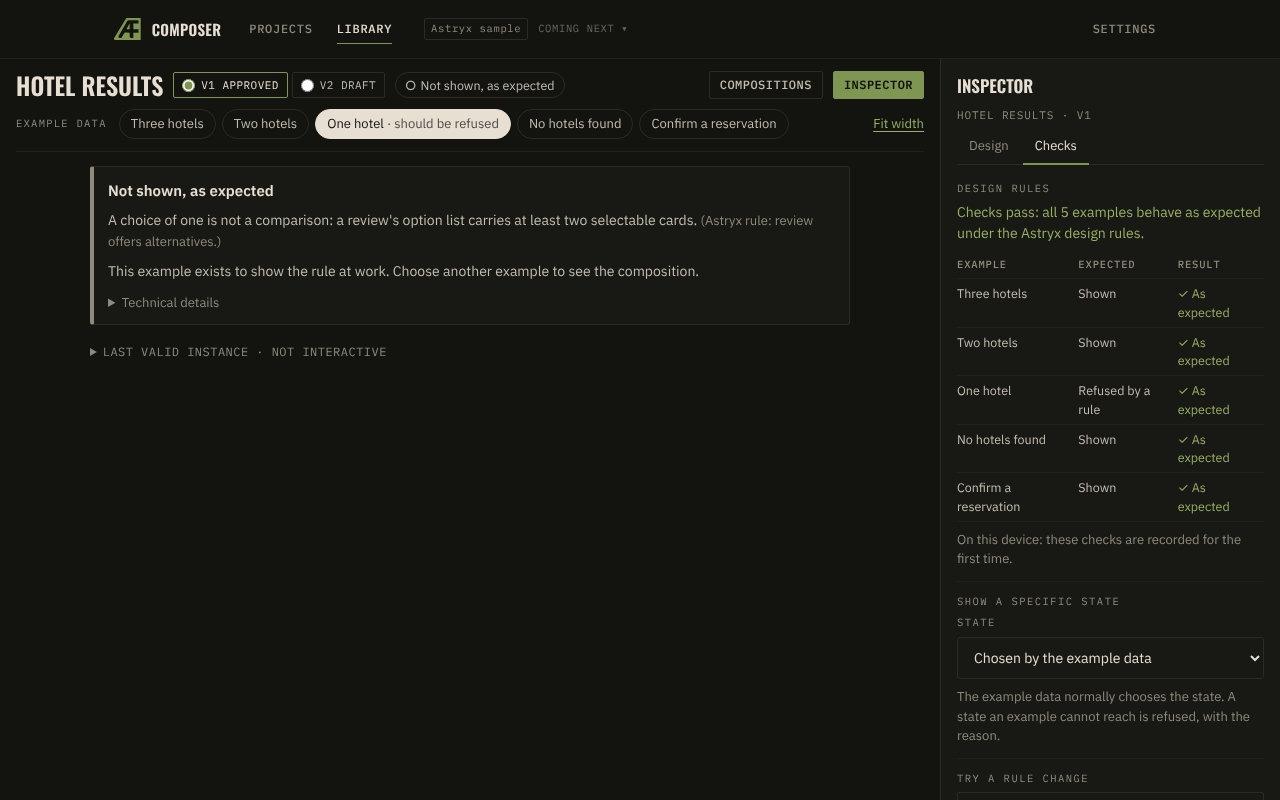 COMPOSER PROJECTS LIBRARY Astryx sample COMING NEXT ▾ SETTINGS
HOTEL RESULTS V1 APPROVED V2 DRAFT Not shown, as expected COMPOSITIONS INSPECTOR
EXAMPLE DATA Three hotels Two hotels One hotel · should be refused No hotels found Confirm a reservation Fit width
Not shown, as expected
A choice of one is not a comparison: a review's option list carries at least two selectable cards. (Astryx rule: review
offers alternatives.)
This example exists to show the rule at work. Choose another example to see the composition.
▶ Technical details
▶ LAST VALID INSTANCE · NOT INTERACTIVE
INSPECTOR
HOTEL RESULTS · V1
Design Checks
DESIGN RULES
Checks pass: all 5 examples behave as expected
under the Astryx design rules.
EXAMPLE EXPECTED RESULT
Three hotels Shown ✓ As
expected
Two hotels Shown ✓ As
expected
One hotel Refused by a ✓ As
rule expected
No hotels found Shown ✓ As
expected
Confirm a Shown ✓ As
reservation expected
On this device: these checks are recorded for the
first time.
SHOW A SPECIFIC STATE
STATE
Chosen by the example data
The example data normally chooses the state. A
state an example cannot reach is refused, with the
reason.
TRY A RULE CHANGE